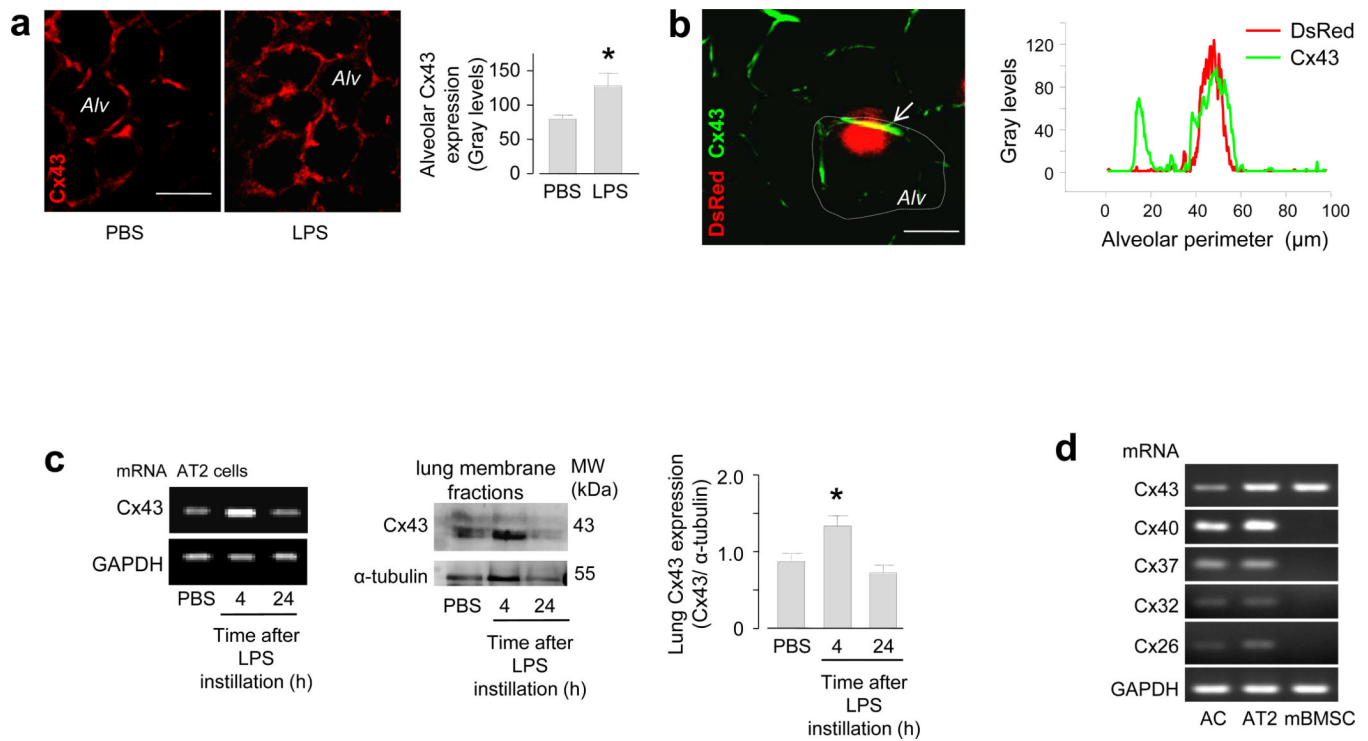 a
Cx43
Alv
Alv
PBS
LPS
Alveolar Cx43
expression
(Gray levels)
150
100
50
0
*
PBS LPS
b
DsRed Cx43
Alv
DsRed
Cx43
Gray levels
120
80
40
0
0 20 40 60 80 100
Alveolar perimeter (µm)
c
mRNA AT2 cells
Cx43
GAPDH
PBS 4 24
Time after
LPS
instillation (h)
lung membrane
fractions
MW
(kDa)
Cx43 43
α-tubulin 55
PBS 4 24
Time after
LPS
instillation (h)
Lung Cx43 expression
(Cx43/ α-tubulin)
2.0
1.0
0
*
PBS 4 24
Time after
LPS
instillation (h)
d
mRNA
Cx43
Cx40
Cx37
Cx32
Cx26
GAPDH
AC AT2 mBMSC